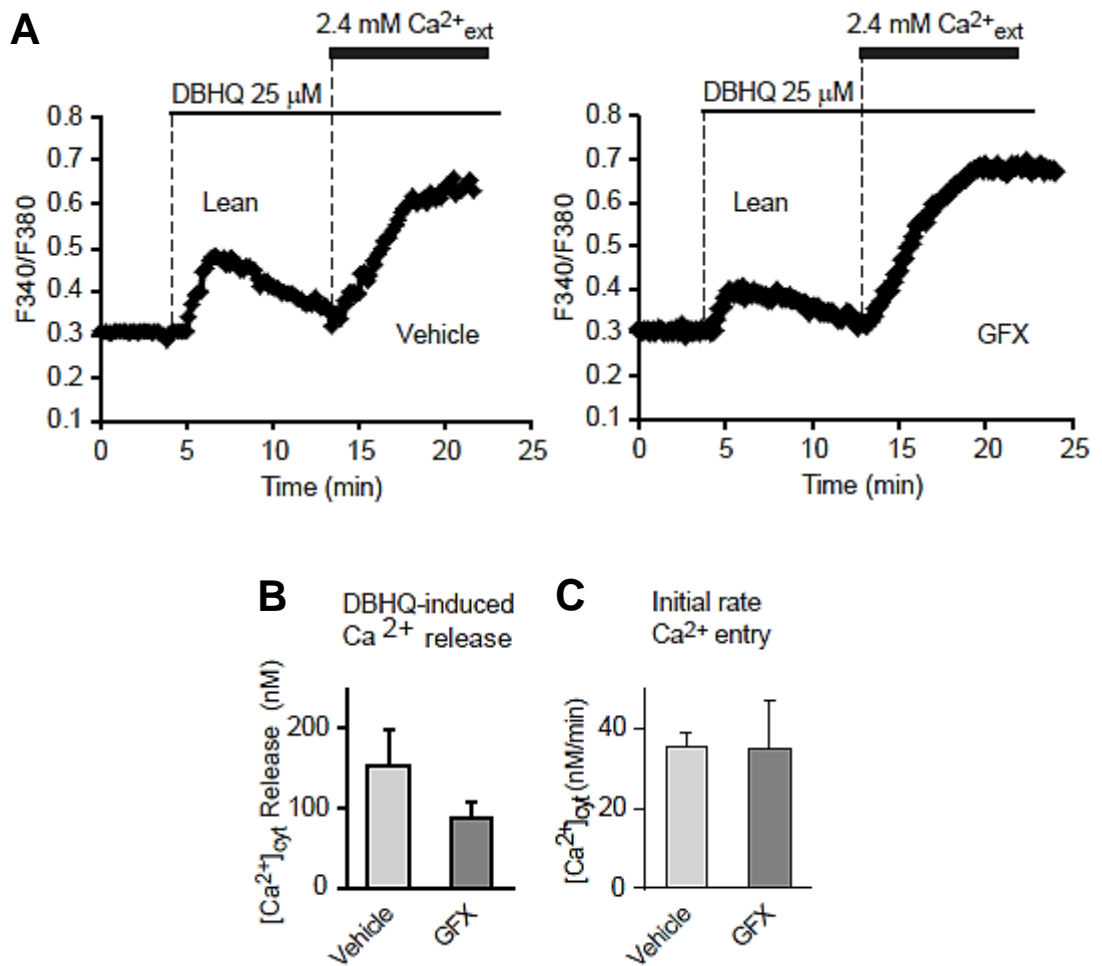 A
2.4 mM Ca2+ext
DBHQ 25 μM
0.8
0.7
0.6
0.5
0.4
0.3
0.2
0.1
F340/F380
Lean
Vehicle
0 5 10 15 20 25
Time (min)
2.4 mM Ca2+ext
DBHQ 25 μM
0.8
0.7
0.6
0.5
0.4
0.3
0.2
0.1
F340/F380
Lean
GFX
0 5 10 15 20 25
Time (min)
B
DBHQ-induced
Ca 2+ release
[Ca2+]cyt Release (nM)
200
100
0
Vehicle
GFX
C
Initial rate
Ca2+ entry
[Ca2+]cyt (nM/min)
40
20
0
Vehicle
GFX